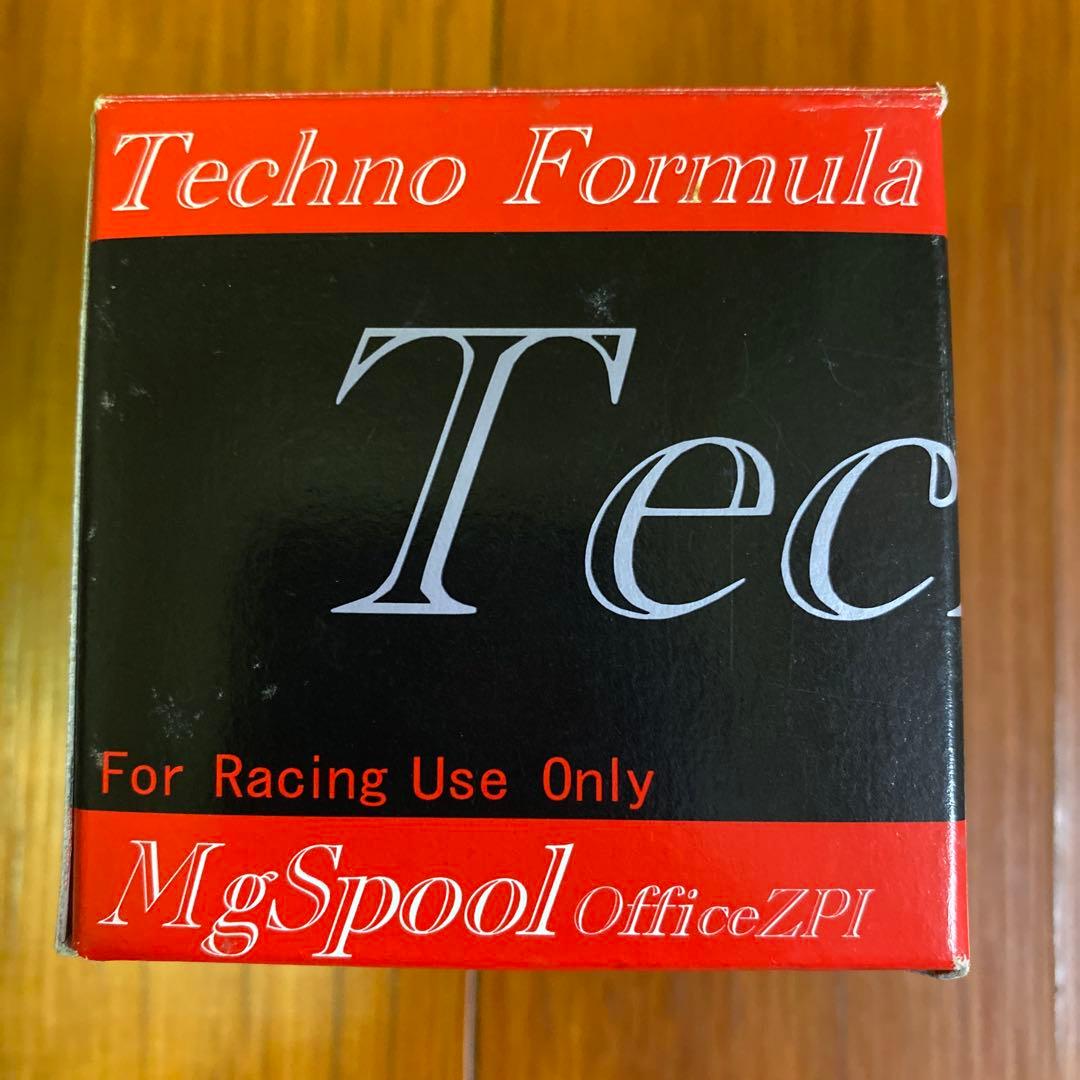 Techno Formula
Tec
For Racing Use Only
MgSpool OfficeZPI